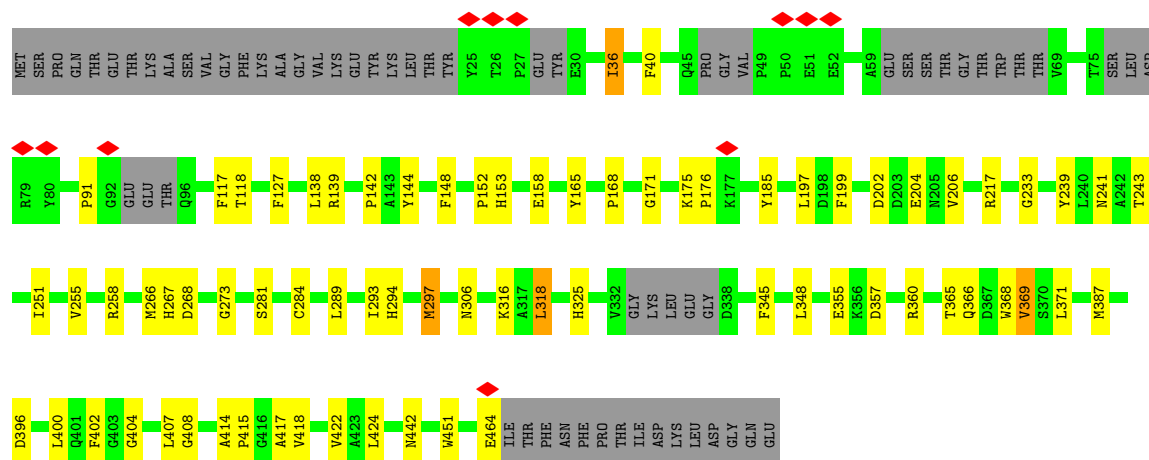 MET SER PRO GLN THR GLU THR LYS ALA SER VAL GLY PHE LYS ALA GLY VAL LYS GLU TYR LYS LEU THR TYR Y25 T26 P27 GLU TYR E30 I36 F40 Q45 PRO GLY VAL P49 P50 E51 E52 A59 GLU SER SER THR GLY THR TRP THR THR V69 T75 SER LEU ASP
R79 Y80 P91 G92 GLU GLU THR Q96 F117 T118 F127 L138 R139 P142 A143 Y144 F148 P152 H153 E158 Y165 P168 G171 K175 P176 K177 Y185 L197 D198 F199 D202 D203 E204 N205 V206 R217 G233 Y239 L240 N241 A242 T243
I251 V255 R258 M266 H267 D268 G273 S281 C284 L289 I293 H294 M297 N306 K316 A317 L318 H325 V332 GLY LYS LEU GLU GLY D338 F345 L348 E355 K356 D357 R360 T365 Q366 D367 W368 V369 S370 L371 M387
D396 L400 Q401 F402 G403 G404 L407 G408 A414 P415 G416 A417 V418 V422 A423 L424 N442 W451 E464 ILE THR PHE ASN PHE PRO THR ILE ASP LYS LEU ASP GLY GLN GLU